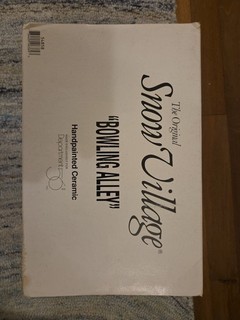 The Original
Snow Village®
"BOWLING ALLEY"
Handpainted Ceramic
Department 56